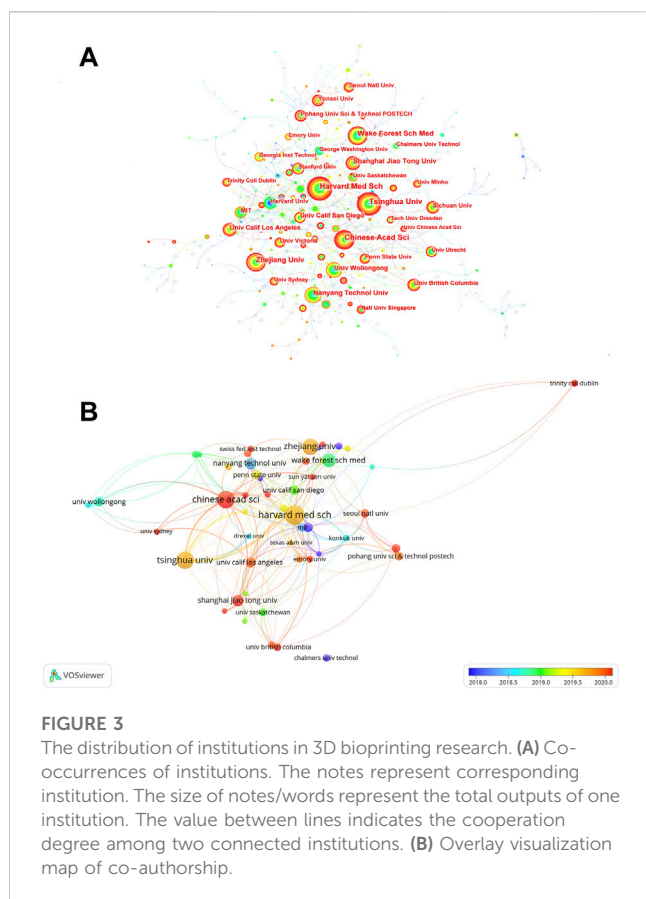 A
Seoul Natl Univ
Yonsei Univ
Pohang Univ Sci & Technol POSTECH
Emory Univ
Wake Forest Sch Med
Chalmers Univ Technol
George Washington Univ
Georgia Inst Technol
Shanghai Jiao Tong Univ
Stanford Univ
Univ Saskatchewan
Trinity Coll Dublin
Harvard Med Sch
Univ Minho
Harvard Univ
Tsinghua Univ
MIT
Sichuan Univ
Univ Calif San Diego
Tech Univ Dresden
Univ Calif Los Angeles
Univ Chinese Acad Sci
Chinese Acad Sci
Univ Victoria
Univ Utrecht
Zhejiang Univ
Penn State Univ
Univ Wollongong
Univ Sydney
Univ British Columbia
Nanyang Technol Univ
Natl Univ Singapore
B
trinity coll dublin
zhejiang univ
swiss fed inst technol
wake forest sch med
nanyang technol univ
penn state univ
sun yat sen univ
univ calif san diego
univ wollongong
chinese acad sci
harvard med sch
seoul natl univ
mit
univ sydney
drexel univ
konkuk univ
texas a&m univ
tsinghua univ
univ calif los angeles
emory univ
pohang univ sci & technol postech
shanghai jiao tong univ
univ saskatchewan
univ british columbia
chalmers univ technol
VOSviewer
2018.0 2018.5 2019.0 2019.5 2020.0
FIGURE 3
The distribution of institutions in 3D bioprinting research. (A) Co-
occurrences of institutions. The notes represent corresponding
institution. The size of notes/words represent the total outputs of one
institution. The value between lines indicates the cooperation
degree among two connected institutions. (B) Overlay visualization
map of co-authorship.